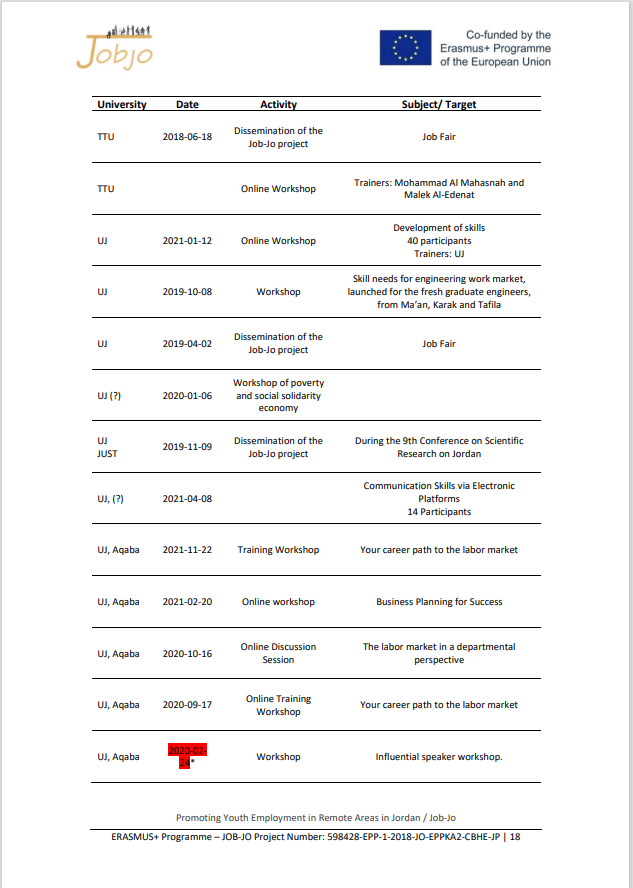 Jobjo
Co-funded by the
Erasmus+ Programme
of the European Union
University Date Activity Subject/ Target
TTU 2018-06-18 Dissemination of the
Job-Jo project Job Fair
TTU Online Workshop Trainers: Mohammad Al Mahasnah and
Malek Al-Edenat
UJ 2021-01-12 Online Workshop Development of skills
40 participants
Trainers: UJ
UJ 2019-10-08 Workshop Skill needs for engineering work market,
launched for the fresh graduate engineers,
from Ma’an, Karak and Tafila
UJ 2019-04-02 Dissemination of the
Job-Jo project Job Fair
UJ (?) 2020-01-06 Workshop of poverty
and social solidarity
economy
UJ
JUST 2019-11-09 Dissemination of the
Job-Jo project During the 9th Conference on Scientific
Research on Jordan
UJ, (?) 2021-04-08 Communication Skills via Electronic
Platforms
14 Participants
UJ, Aqaba 2021-11-22 Training Workshop Your career path to the labor market
UJ, Aqaba 2021-02-20 Online workshop Business Planning for Success
UJ, Aqaba 2020-10-16 Online Discussion
Session The labor market in a departmental
perspective
UJ, Aqaba 2020-09-17 Online Training
Workshop Your career path to the labor market
UJ, Aqaba 2020-02-
24* Workshop Influential speaker workshop.
Promoting Youth Employment in Remote Areas in Jordan / Job-Jo
ERASMUS+ Programme – JOB-JO Project Number: 598428-EPP-1-2018-JO-EPPKA2-CBHE-JP | 18